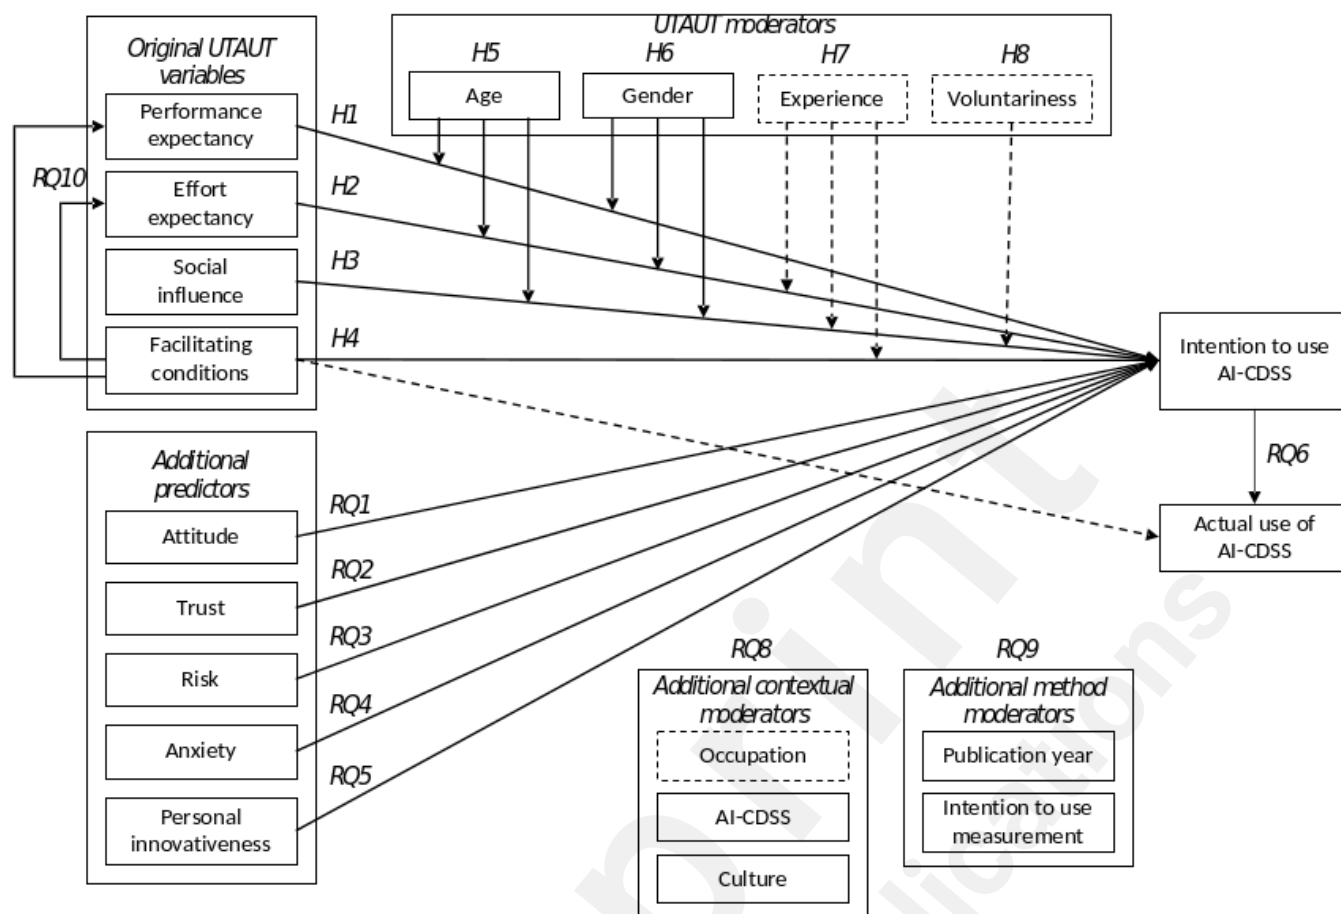 Original UTAUT
variables
Performance
expectancy
Effort
expectancy
Social
influence
Facilitating
conditions
RQ10
H1
H2
H3
H4
UTAUT moderators
H5
H6
H7
H8
Age
Gender
Experience
Voluntariness
Intention to use
AI-CDSS
RQ6
Actual use of
AI-CDSS
Additional
predictors
Attitude
Trust
Risk
Anxiety
Personal
innovativeness
RQ1
RQ2
RQ3
RQ4
RQ5
RQ8
Additional contextual
moderators
Occupation
AI-CDSS
Culture
RQ9
Additional method
moderators
Publication year
Intention to use
measurement